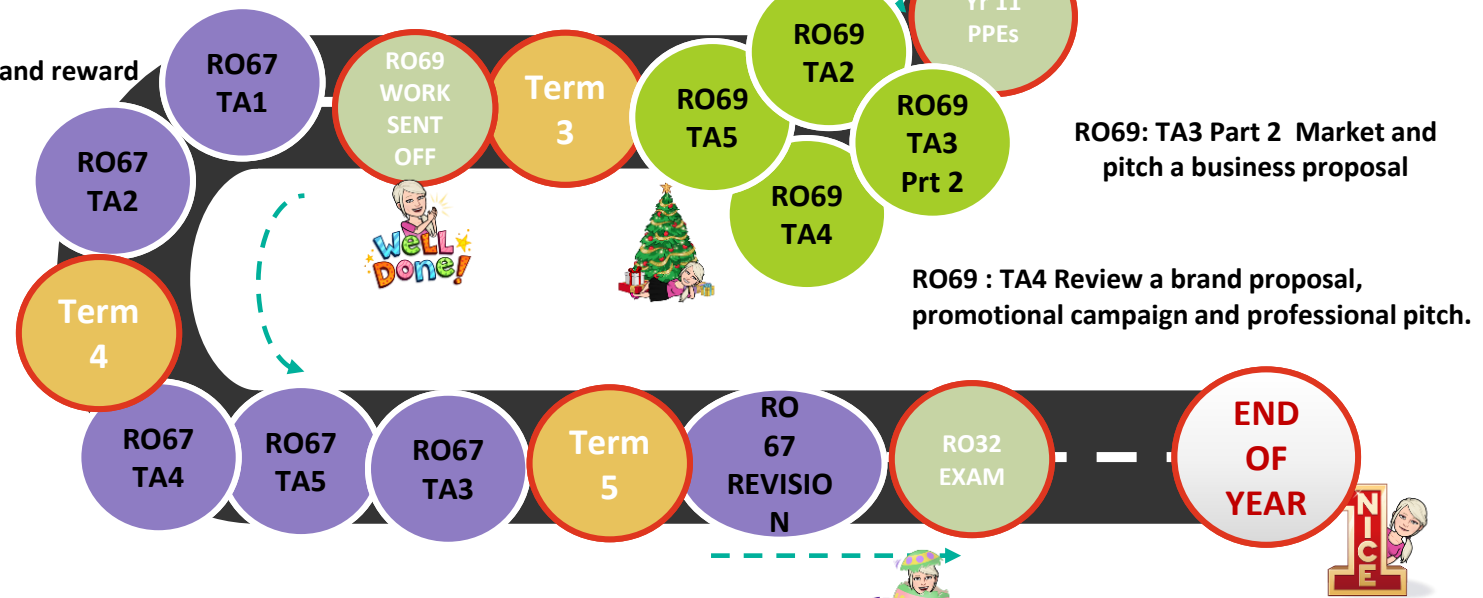 Yr 11
PPEs
RO69
TA2
RO69
TA3
Prt 2
RO69
TA5
RO69
TA4
Term
3
RO69
WORK
SENT
OFF
RO67
TA1
and reward
RO67
TA2
RO69: TA3 Part 2 Market and
pitch a business proposal
WELL
DONE!
RO69 : TA4 Review a brand proposal,
promotional campaign and professional pitch.
Term
4
RO67
TA4
RO67
TA5
RO67
TA3
Term
5
RO
67
REVISIO
N
RO32
EXAM
END
OF
YEAR
NICE
1